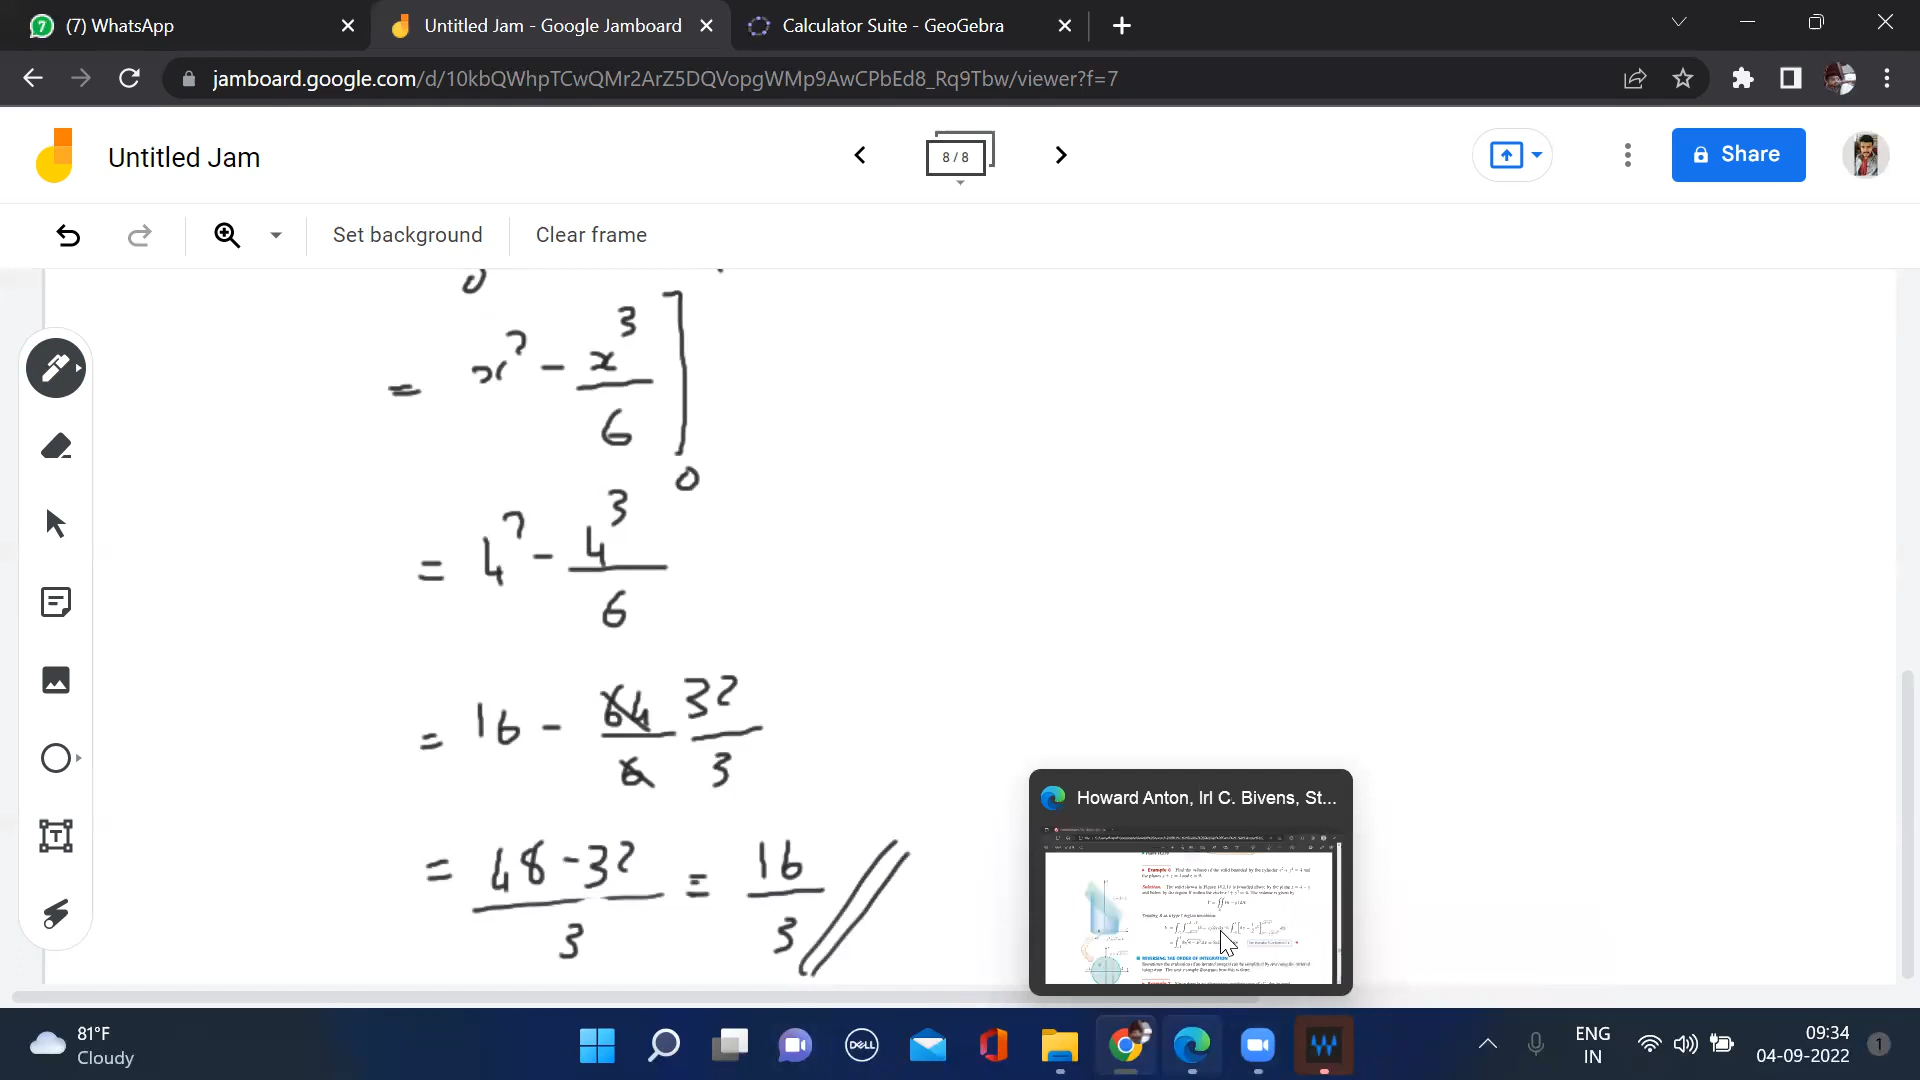 (7) WhatsApp
Untitled Jam - Google Jamboard
Calculator Suite - GeoGebra
jamboard.google.com/d/10kbQWhpTCwQMr2ArZ5DQVopgWMp9AwCPbEd8_Rq9Tbw/viewer?f=7
Untitled Jam
8 / 8
Share
Set background
Clear frame
= x² - x³/6 ]
0
= 4² - 4³/6
= 16 - 64/6 32/3
= 48-32/3 = 16/3
Howard Anton, Irl C. Bivens, St...
81°F
Cloudy
DELL
ENG
IN
09:34
04-09-2022
1